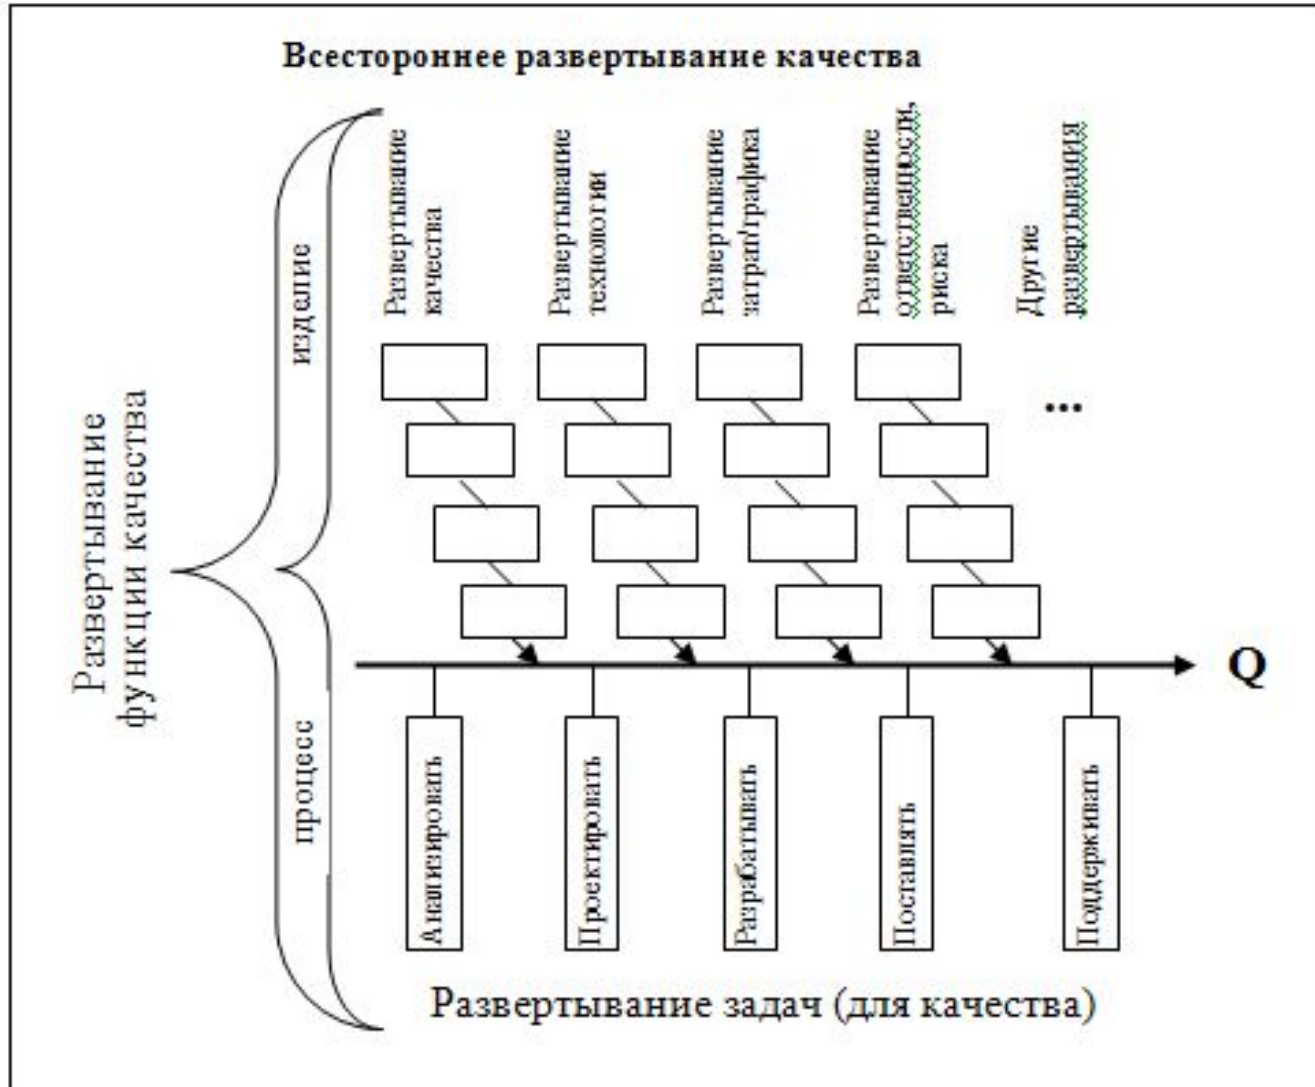 Всестороннее развертывание качества
Развертывание
функции качества
изделие
процесс
Развертывание
качества
Развертывание
технологии
Развертывание
затрат/графика
Развертывание
ответственности,
риска
Другие
развертывания
...
Q
Анализировать
Проектировать
Разрабатывать
Поставлять
Поддерживать
Развертывание задач (для качества)